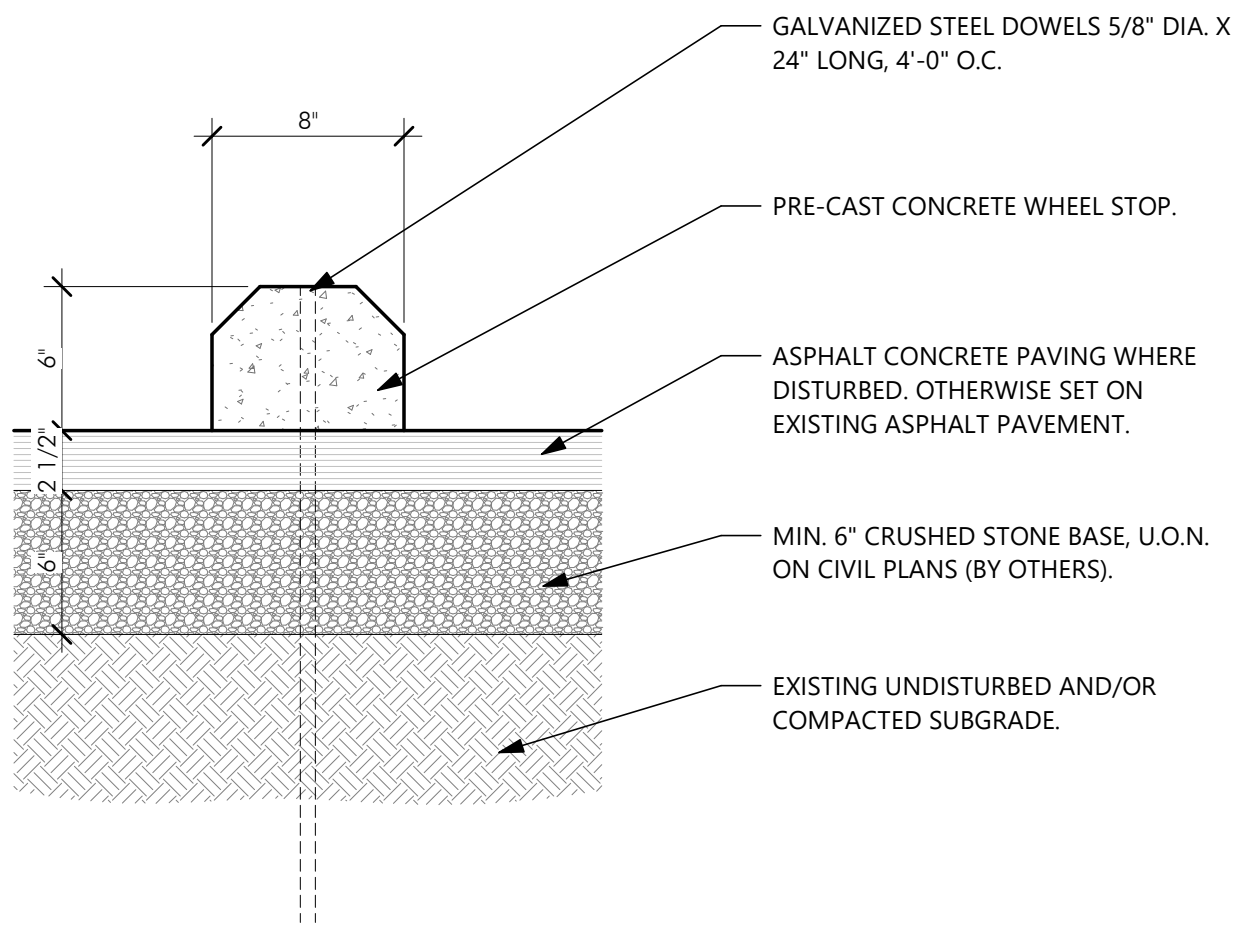 GALVANIZED STEEL DOWELS 5/8" DIA. X
24" LONG, 4'-0" O.C.
8"
PRE-CAST CONCRETE WHEEL STOP.
6"
ASPHALT CONCRETE PAVING WHERE
DISTURBED. OTHERWISE SET ON
EXISTING ASPHALT PAVEMENT.
2 1/2"
MIN. 6" CRUSHED STONE BASE, U.O.N.
ON CIVIL PLANS (BY OTHERS).
6"
EXISTING UNDISTURBED AND/OR
COMPACTED SUBGRADE.